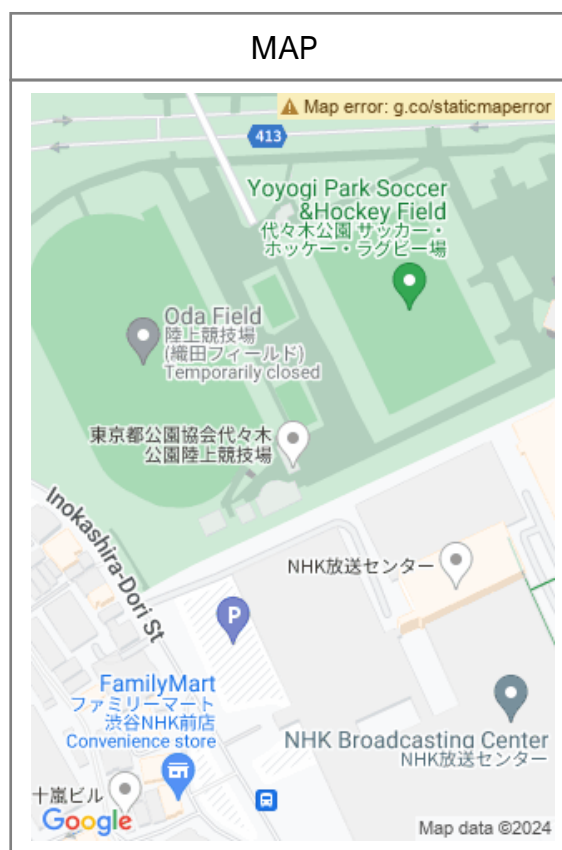 MAP
Map error: g.co/staticmaperror
413
Yoyogi Park Soccer
&Hockey Field
代々木公園 サッカー・
ホッケー・ラグビー場
Oda Field
陸上競技場
(織田フィールド)
Temporarily closed
東京都公園協会代々木
公園陸上競技場
Inokashira-Dori St
NHK放送センター
P
FamilyMart
ファミリーマート
渋谷NHK前店
Convenience store
NHK Broadcasting Center
NHK放送センター
十嵐ビル
Google
Map data ©2024